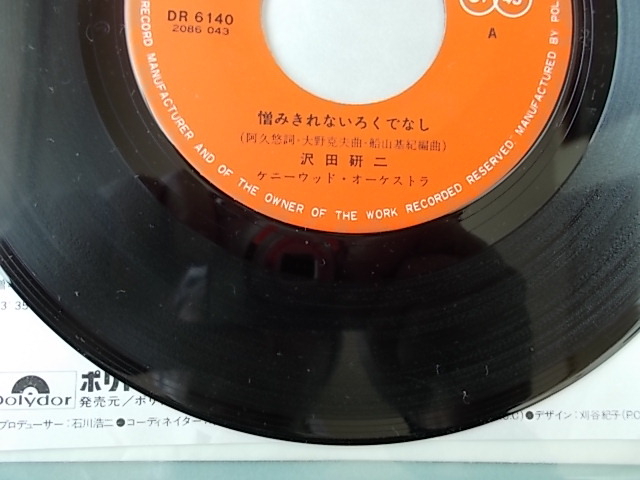 DR 6140
2086 043
A
45
憎みきれないろくでなし
(阿久悠詞・大野克夫曲・船山基紀編曲)
沢田研二
ケニーウッド・オーケストラ
RECORD MANUFACTURER AND OF THE OWNER OF THE WORK RECORDED RESERVED. MANUFACTURED BY POL
3 35
polydor
ポリ
発売元/ポリ
プロデューサー:石川浩二 ●コーディネイター
●デザイン:刈谷紀子(P.C